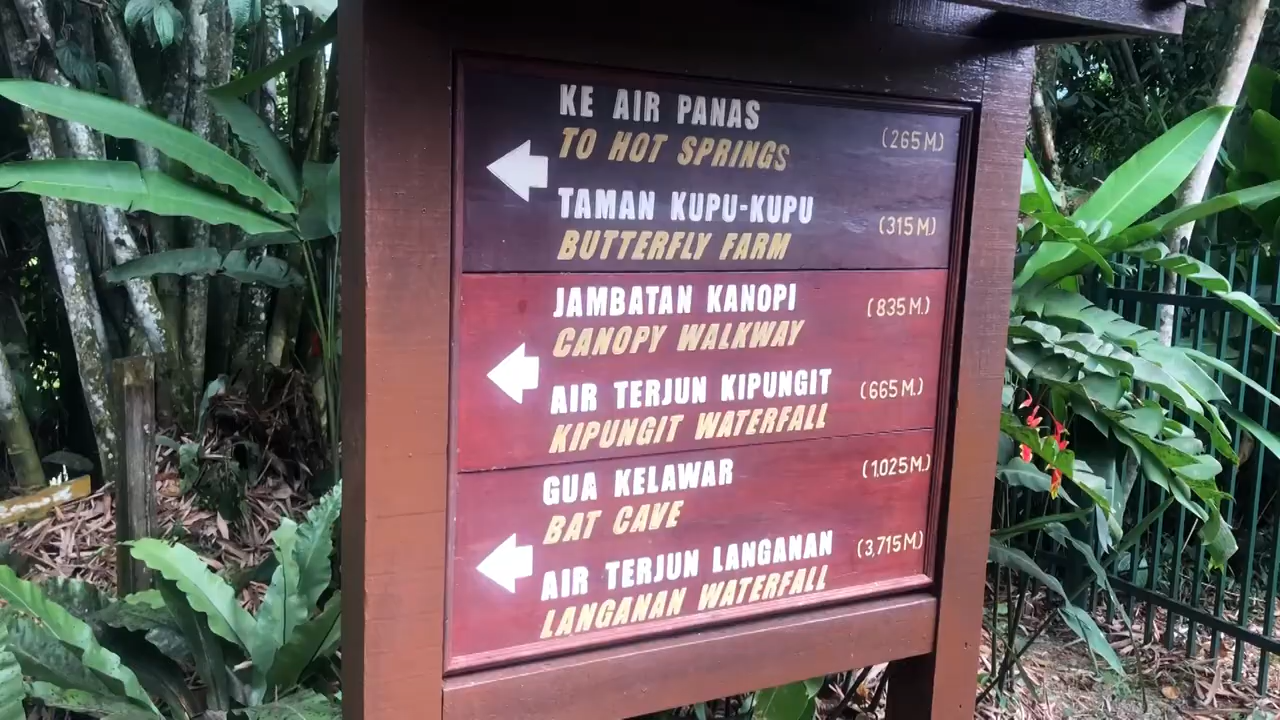 KE AIR PANAS (265 M.)
TO HOT SPRINGS
TAMAN KUPU-KUPU (315 M.)
BUTTERFLY FARM
JAMBATAN KANOPI (835 M.)
CANOPY WALKWAY
AIR TERJUN KIPUNGIT (665 M.)
KIPUNGIT WATERFALL
GUA KELAWAR (1,025 M.)
BAT CAVE
AIR TERJUN LANGANAN (3,715 M.)
LANGANAN WATERFALL